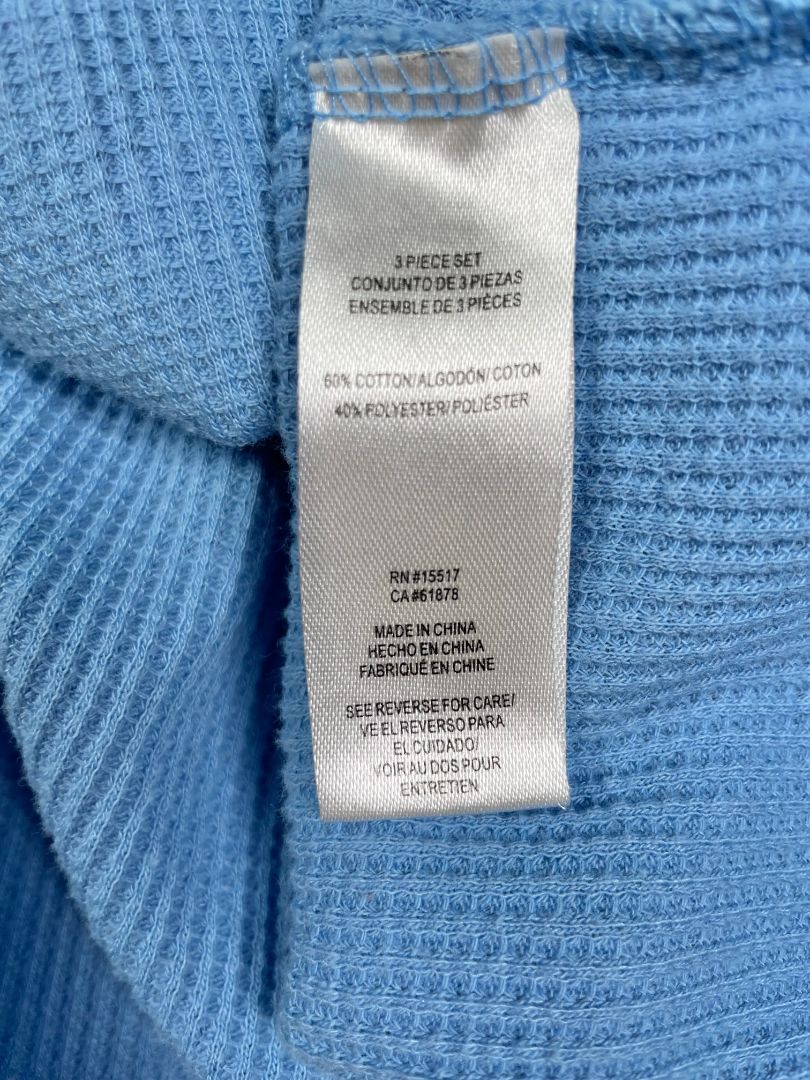 3 PIECE SET
CONJUNTO DE 3 PIEZAS
ENSEMBLE DE 3 PIÈCES
60% COTTON/ALGODÓN/COTON
40% POLYESTER/POLIÉSTER
RN #15517
CA #61878
MADE IN CHINA
HECHO EN CHINA
FABRIQUÉ EN CHINE
SEE REVERSE FOR CARE/
VE EL REVERSO PARA
EL CUIDADO/
VOIR AU DOS POUR
ENTRETIEN